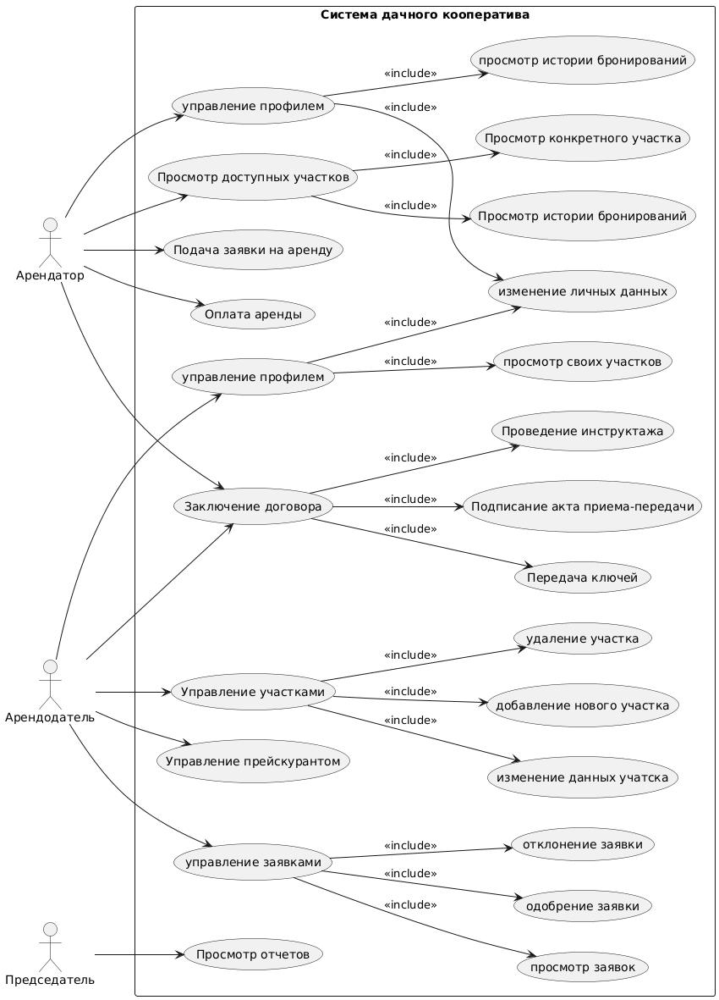 Система дачного кооператива
просмотр истории бронирований
«include»
управление профилем
«include»
Просмотр конкретного участка
«include»
Просмотр доступных участков
«include»
Просмотр истории бронирований
Подача заявки на аренду
Арендатор
изменение личных данных
Оплата аренды
«include»
просмотр своих участков
«include»
управление профилем
Проведение инструктажа
«include»
«include»
Заключение договора
Подписание акта приема-передачи
«include»
Передача ключей
удаление участка
«include»
«include»
Управление участками
добавление нового участка
Арендодатель
«include»
Управление прейскурантом
изменение данных учатска
отклонение заявки
«include»
управление заявками
«include»
одобрение заявки
«include»
Просмотр отчетов
просмотр заявок
Председатель